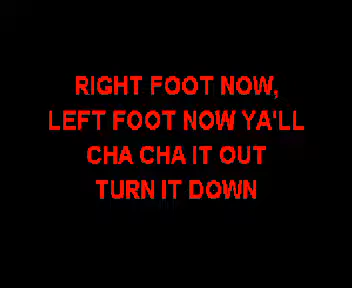 RIGHT FOOT NOW,
LEFT FOOT NOW YA'LL
CHA CHA IT OUT
TURN IT DOWN